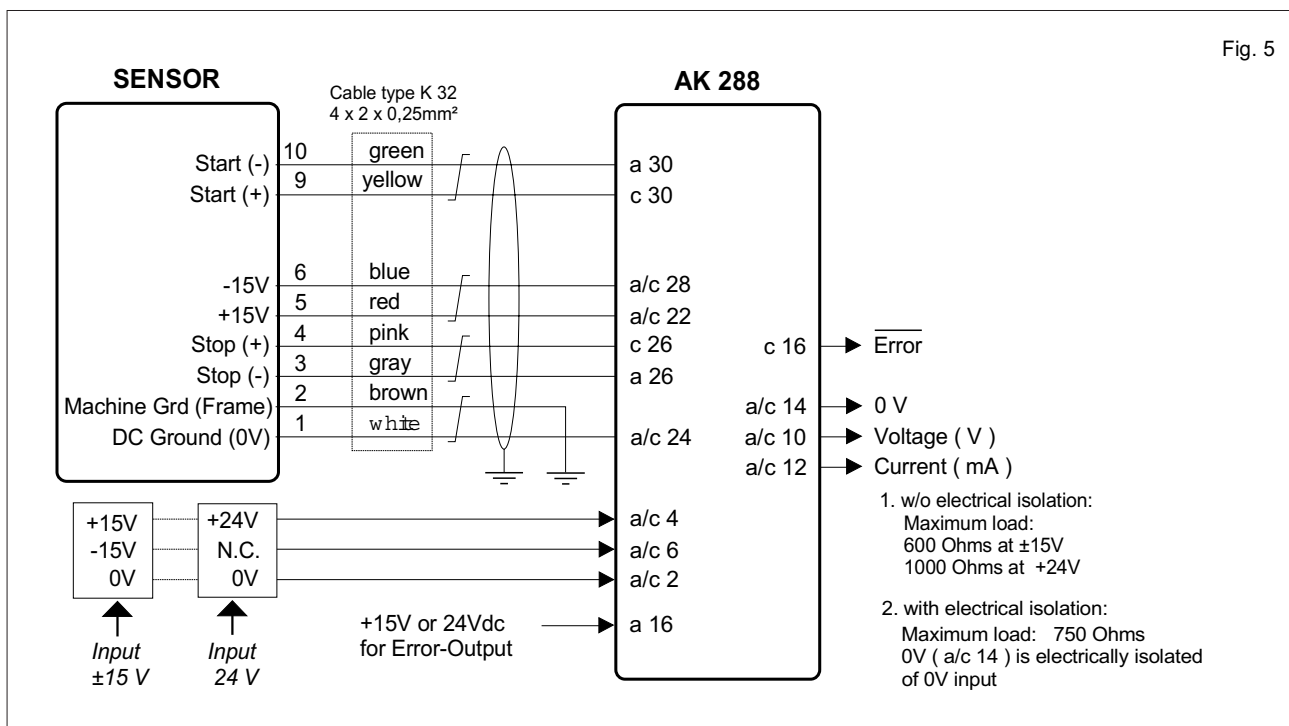 Fig. 5
SENSOR
Cable type K 32
4 x 2 x 0,25mm²
AK 288
Start (-) 10 green a 30
Start (+) 9 yellow c 30
-15V 6 blue a/c 28
+15V 5 red a/c 22
Stop (+) 4 pink c 26
Stop (-) 3 gray a 26
Machine Grd (Frame) 2 brown
DC Ground (0V) 1 white a/c 24
c 16 Error
a/c 14 0 V
a/c 10 Voltage ( V )
a/c 12 Current ( mA )
+15V +24V a/c 4
-15V N.C. a/c 6
0V 0V a/c 2
Input
±15 V
Input
24 V
+15V or 24Vdc
for Error-Output
a 16
1. w/o electrical isolation:
Maximum load:
600 Ohms at ±15V
1000 Ohms at +24V
2. with electrical isolation:
Maximum load: 750 Ohms
0V ( a/c 14 ) is electrically isolated
of 0V input